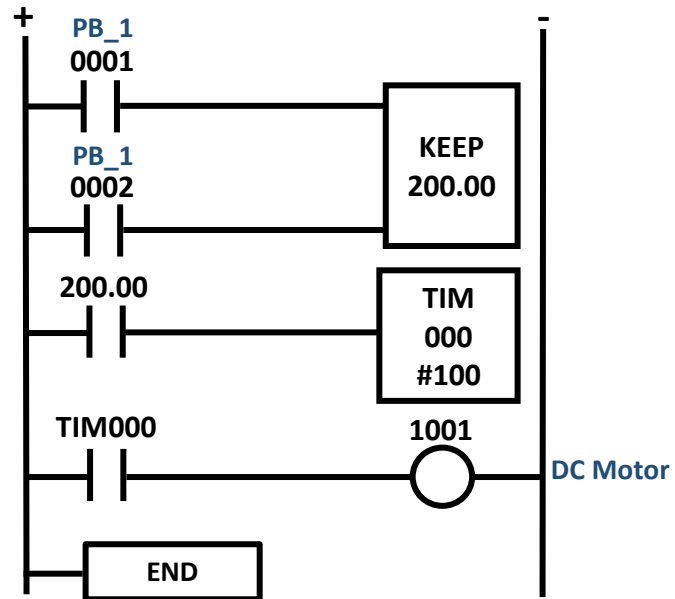 +
-
PB_1
0001
KEEP
200.00
PB_1
0002
200.00
TIM
000
#100
TIM000
1001
DC Motor
END